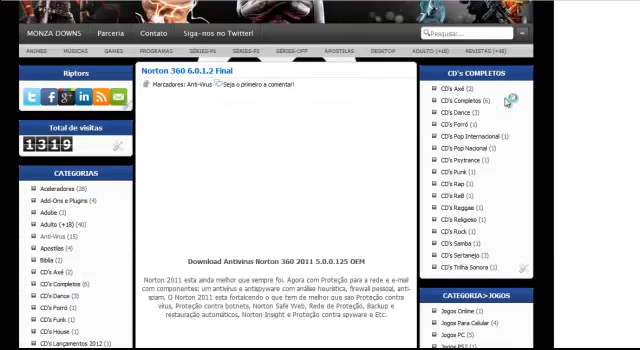 MONZA DOWNS Parceria Contato Siga-nos no Twitter! Pesquisar...
ANIMES MÚSICAS GAMES PROGRAMAS SÉRIES-P1 SÉRIES-P2 SÉRIES-OFF APOSTILAS DESKTOP ADULTO (+18) REVISTAS (+18)
Riptors
Total de visitas
1319
CATEGORIAS
Aceleradores (28)
Add-Ons e Plugins (4)
Adobe (3)
Adulto (+18) (40)
Anti-Virus (15)
Apostilas (4)
Bíblia (2)
CD's Axé (2)
CD's Completos (6)
CD's Dance (3)
CD's Forró (1)
CD's Funk (1)
CD's House (1)
CD's Lançamentos 2012 (1)
Norton 360 6.0.1.2 Final
Marcadores: Anti-Virus Seja o primeiro a comentar!
Download Antivirus Norton 360 2011 5.0.0.125 OEM
Norton 2011 esta ainda melhor que sempre foi. Agora com Proteção para a rede e e-mail
com componentes: um antivirus e antispyware com análise heurística, firewall pessoal, anti-
spam, O Norton 2011 esta fortalcendo o que tem de melhor que sao Proteção contra
virus, Proteção contra botnets, Norton Safe Web, Rede de Proteção, Backup e
restauração automáticos, Norton Insight e Proteção contra spyware e Etc.
CD's COMPLETOS
CD's Axé (2)
CD's Completos (6)
CD's Dance (3)
CD's Forró (1)
CD's Pop Internacional (1)
CD's Pop Nacional (1)
CD's Psytrance (1)
CD's Punk (1)
CD's Rap (1)
CD's ReB (1)
CD's Reggae (1)
CD's Religioso (1)
CD's Rock (1)
CD's Samba (1)
CD's Sertanejo (3)
CD's Trilha Sonora (1)
CATEGORIA>JOGOS
Jogos Online (1)
Jogos Para Celular (4)
Jogos PC (5)
Jogos PS2